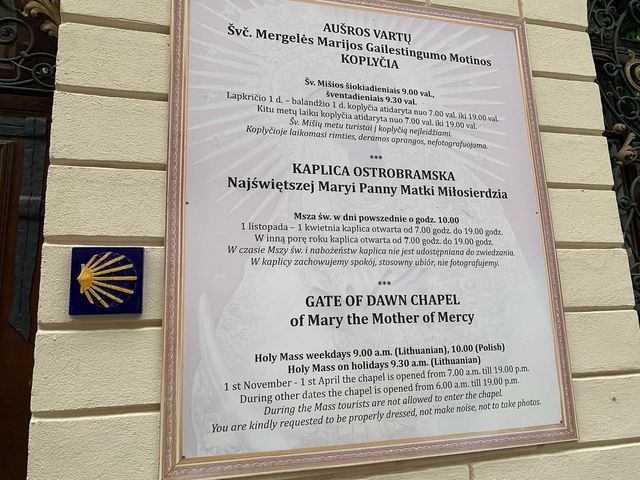 AUŠROS VARTŲ
Švč. Mergelės Marijos Gailestingumo Motinos
KOPLYČIA
Šv. Mišios šiokiadieniais 9.00 val.,
šventadieniais 9.30 val.
Lapkričio 1 d. – balandžio 1 d. koplyčia atidaryta nuo 7.00 val. iki 19.00 val.
Kitu metų laiku koplyčia atidaryta nuo 7.00 val. iki 19.00 val.
Šv. Mišių metu turistai į koplyčią neįleidžiami.
Koplyčioje laikomasi rimties, deramos aprangos, nefotografuojama.
***
KAPLICA OSTROBRAMSKA
Najświętszej Maryi Panny Matki Miłosierdzia
Msza św. w dni powszednie o godz. 10.00
1 listopada – 1 kwietnia kaplica otwarta od 7.00 godz. do 19.00 godz.
W inną porę roku kaplica otwarta od 7.00 godz. do 19.00 godz.
W czasie Mszy św. i nabożeństw kaplica nie jest udostępniana do zwiedzania.
W kaplicy zachowujemy spokój, stosowny ubiór, nie fotografujemy.
***
GATE OF DAWN CHAPEL
of Mary the Mother of Mercy
Holy Mass weekdays 9.00 a.m. (Lithuanian), 10.00 (Polish)
Holy Mass on holidays 9.30 a.m. (Lithuanian)
1 st November - 1 st April the chapel is opened from 7.00 a.m. till 19.00 p.m.
During other dates the chapel is opened from 6.00 a.m. till 19.00 p.m.
During the Mass tourists are not allowed to enter the chapel.
You are kindly requested to be properly dressed, not make noise, not to take photos.